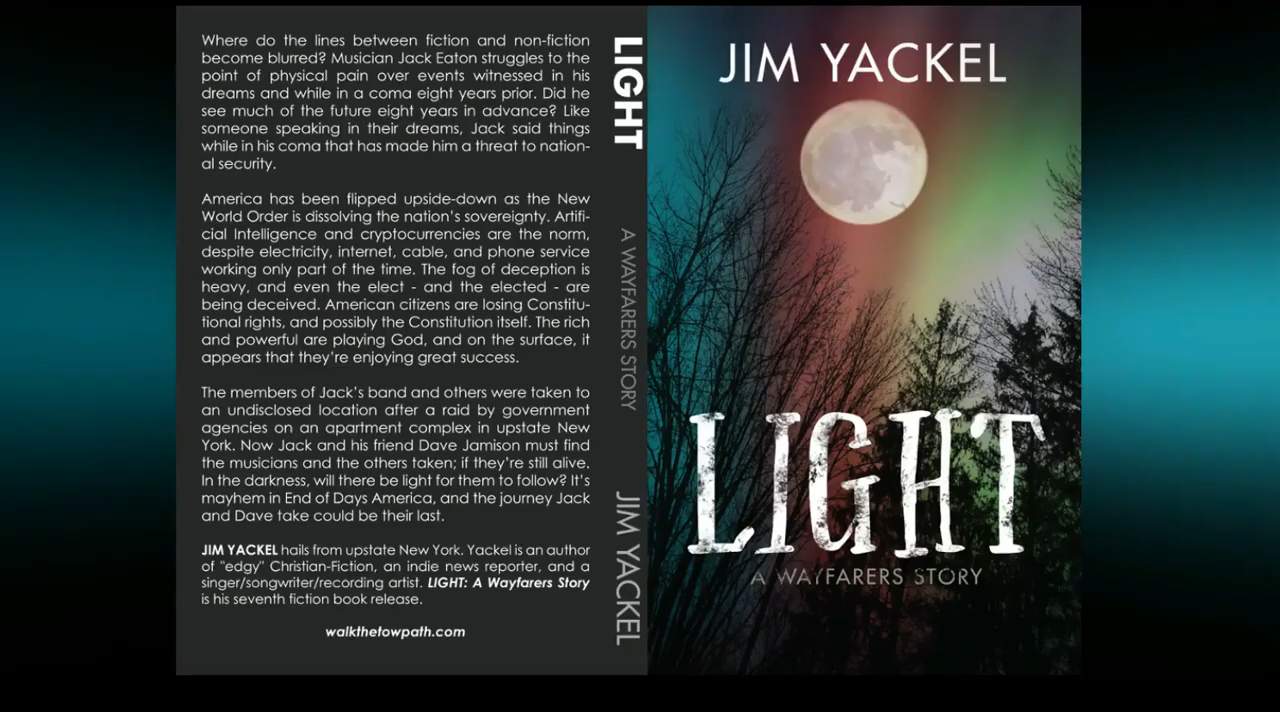 Where do the lines between fiction and non-fiction
become blurred? Musician Jack Eaton struggles to the
point of physical pain over events witnessed in his
dreams and while in a coma eight years prior. Did he
see much of the future eight years in advance? Like
someone speaking in their dreams, Jack said things
while in his coma that has made him a threat to nation-
al security.
America has been flipped upside-down as the New
World Order is dissolving the nation's sovereignty. Artifi-
cial Intelligence and cryptocurrencies are the norm,
despite electricity, internet, cable, and phone service
working only part of the time. The fog of deception is
heavy, and even the elect - and the elected - are
being deceived. American citizens are losing Constitu-
tional rights, and possibly the Constitution itself. The rich
and powerful are playing God, and on the surface, it
appears that they're enjoying great success.
The members of Jack's band and others were taken to
an undisclosed location after a raid by government
agencies on an apartment complex in upstate New
York. Now Jack and his friend Dave Jamison must find
the musicians and the others taken; if they're still alive.
In the darkness, will there be light for them to follow? It's
mayhem in End of Days America, and the journey Jack
and Dave take could be their last.
JIM YACKEL hails from upstate New York. Yackel is an author
of "edgy" Christian-Fiction, an indie news reporter, and a
singer/songwriter/recording artist. LIGHT: A Wayfarers Story
is his seventh fiction book release.
walkthetowpath.com
LIGHT
A WAYFARERS STORY
JIM YACKEL
JIM YACKEL
LIGHT
A WAYFARERS STORY